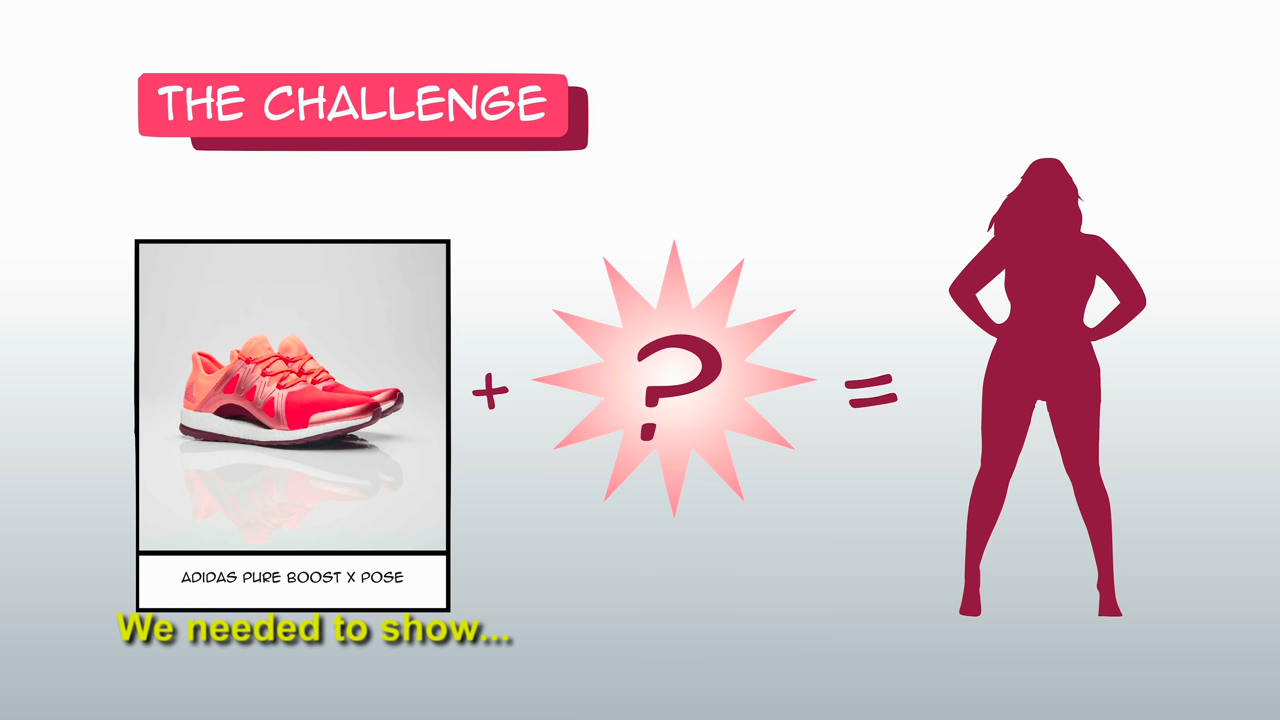 THE CHALLENGE
+
?
=
ADIDAS PURE BOOST X POSE
We needed to show...